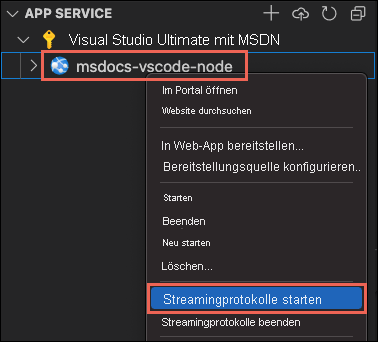 APP SERVICE
Visual Studio Ultimate mit MSDN
msdocs-vscode-node
Im Portal öffnen
Website durchsuchen
In Web-App bereitstellen...
Bereitstellungsquelle konfigurieren..
Starten
Beenden
Neu starten
Löschen...
Streamingprotokolle starten
Streamingprotokolle beenden